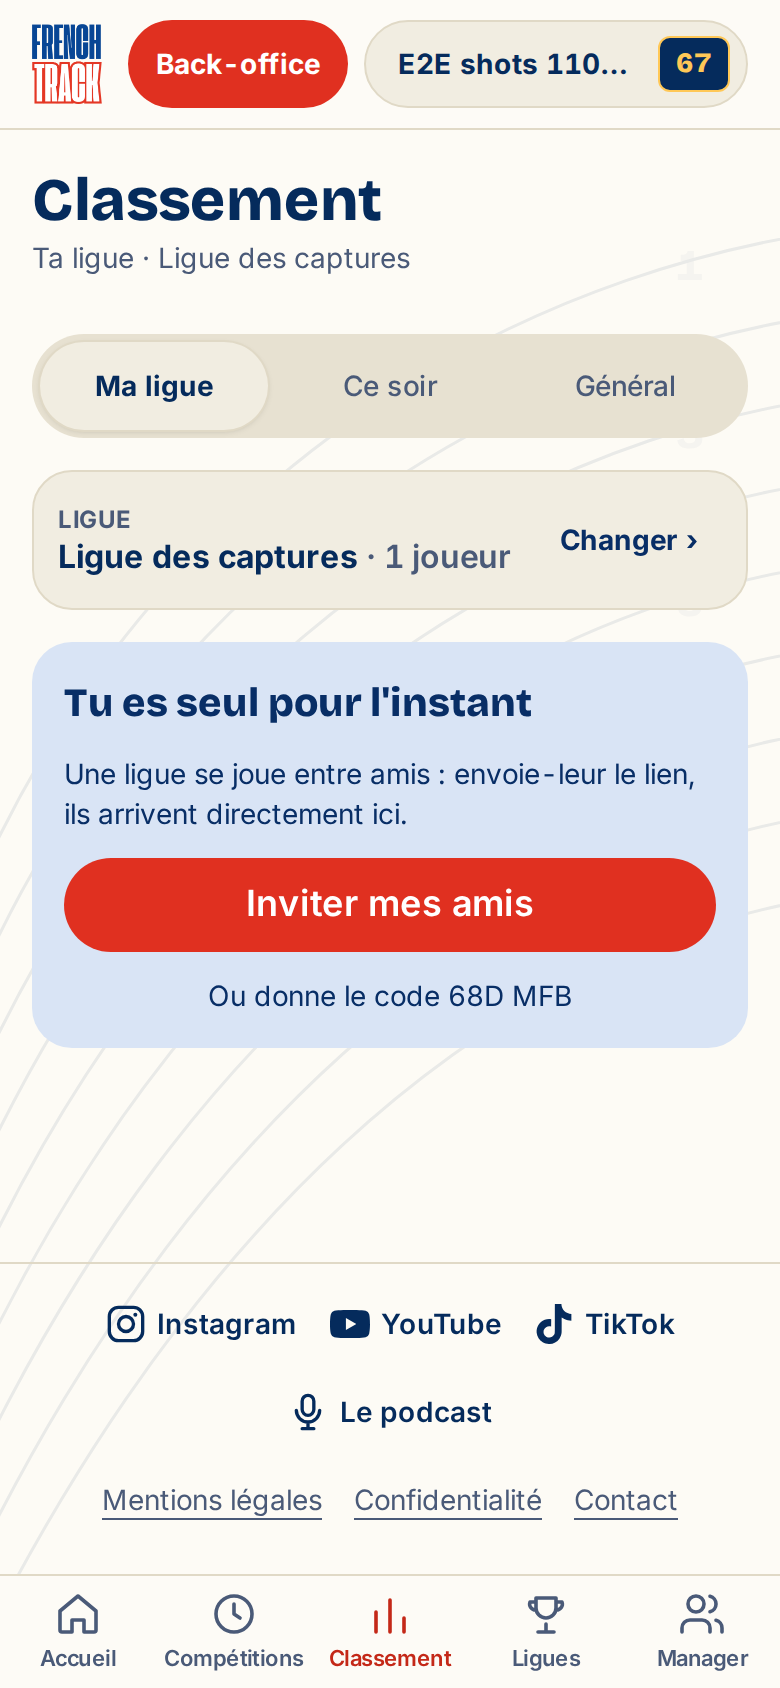 FRENCH
TRACK
Back-office
E2E shots 110...
67
Classement
Ta ligue · Ligue des captures
1
Ma ligue
Ce soir
Général
LIGUE
Ligue des captures · 1 joueur
Changer ›
Tu es seul pour l'instant
Une ligue se joue entre amis : envoie-leur le lien,
ils arrivent directement ici.
Inviter mes amis
Ou donne le code 68D MFB
Instagram
YouTube
TikTok
Le podcast
Mentions légales
Confidentialité
Contact
Accueil
Compétitions
Classement
Ligues
Manager